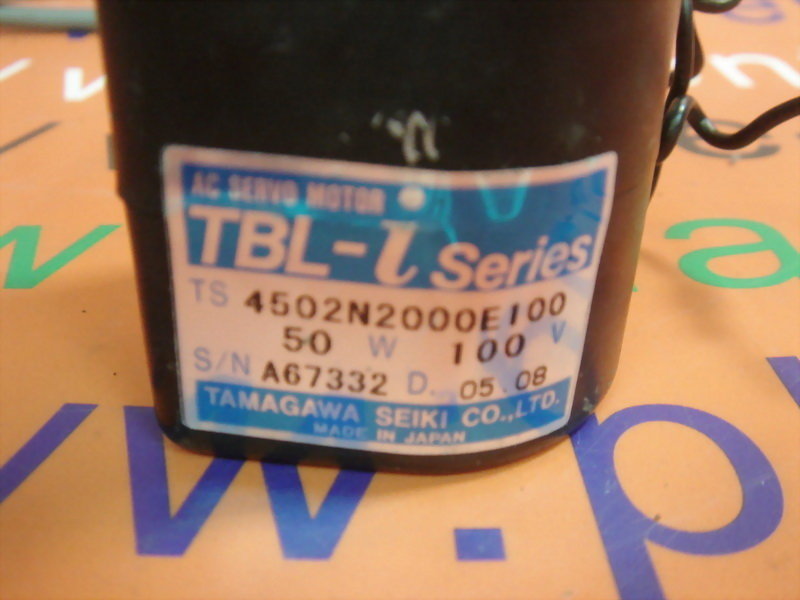 AC SERVO MOTOR
TBL-i Series
TS 4502N2000E100
50 W 100 V
S/N A67332 D. 05.08
TAMAGAWA SEIKI CO.,LTD.
MADE IN JAPAN